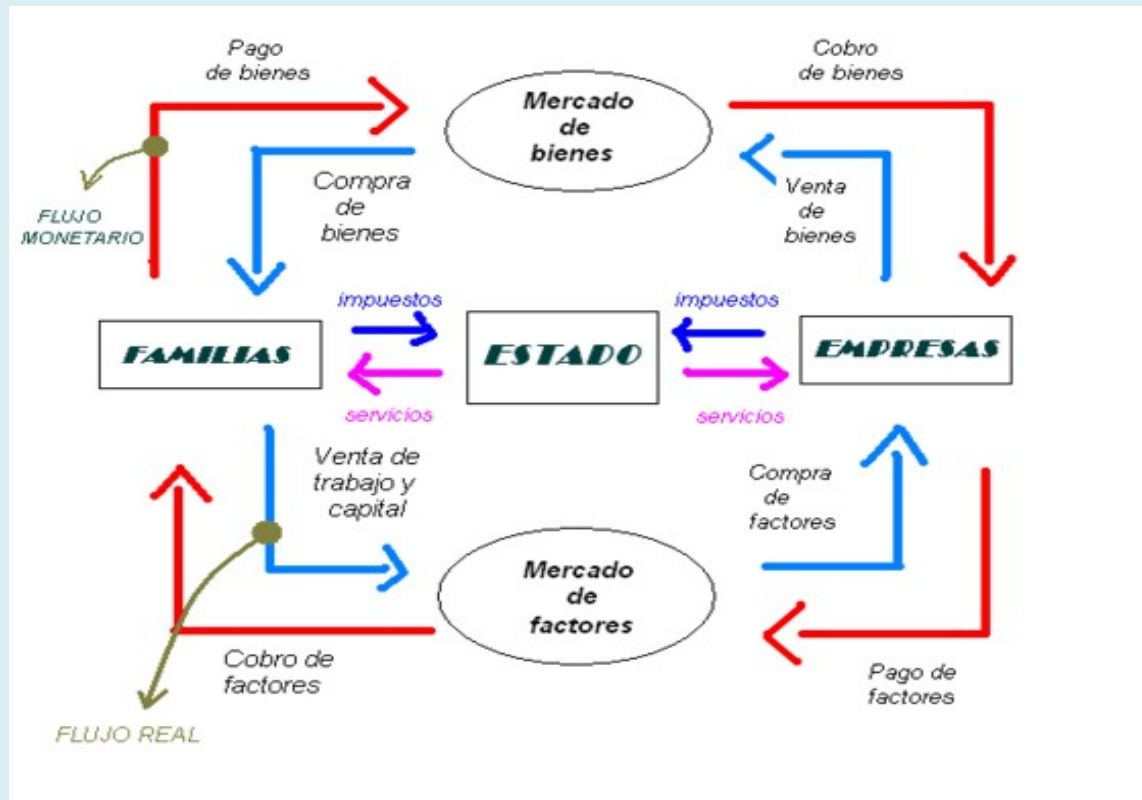 Pago
de bienes
Cobro
de bienes
Mercado
de
bienes
Compra
de
bienes
Venta
de
bienes
FLUJO
MONETARIO
impuestos
impuestos
FAMILIAS
ESTADO
EMPRESAS
servicios
servicios
Venta de
trabajo y
capital
Compra
de
factores
Mercado
de
factores
Cobro de
factores
Pago de
factores
FLUJO REAL